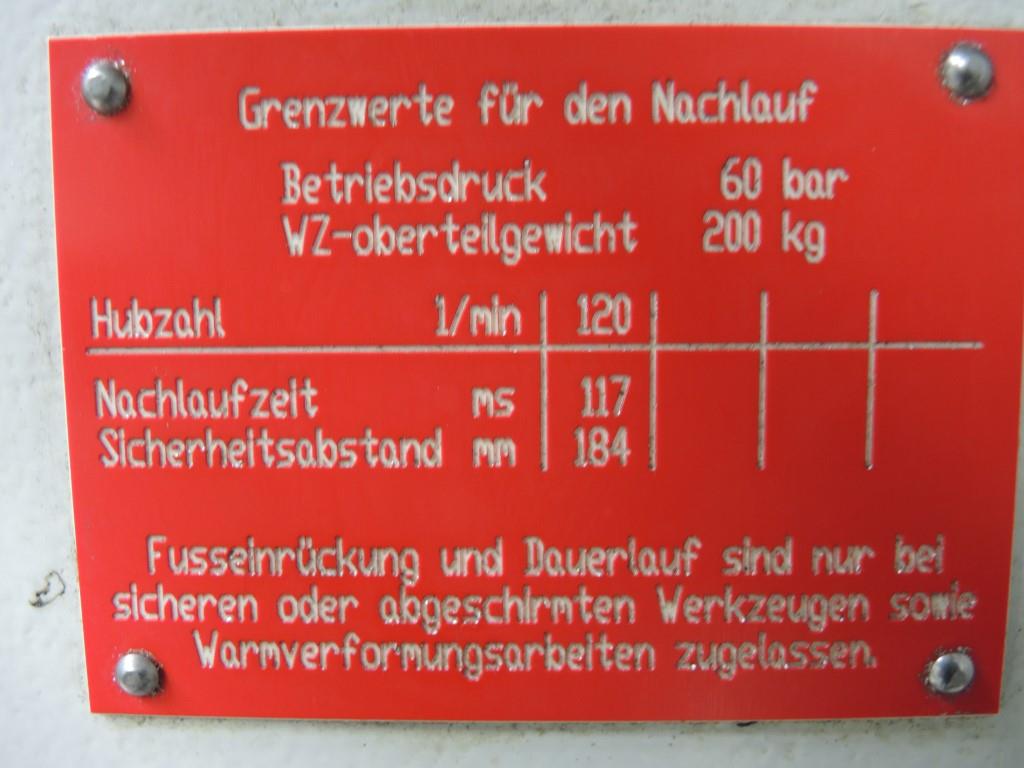 Grenzwerte für den Nachlauf
Betriebsdruck 60 bar
WZ-oberteilgewicht 200 kg
Hubzahl 1/min 120
Nachlaufzeit ms 117
Sicherheitsabstand mm 184
Fusseinrückung und Dauerlauf sind nur bei
sicheren oder abgeschirmten Werkzeugen sowie
Warmverformungsarbeiten zugelassen.